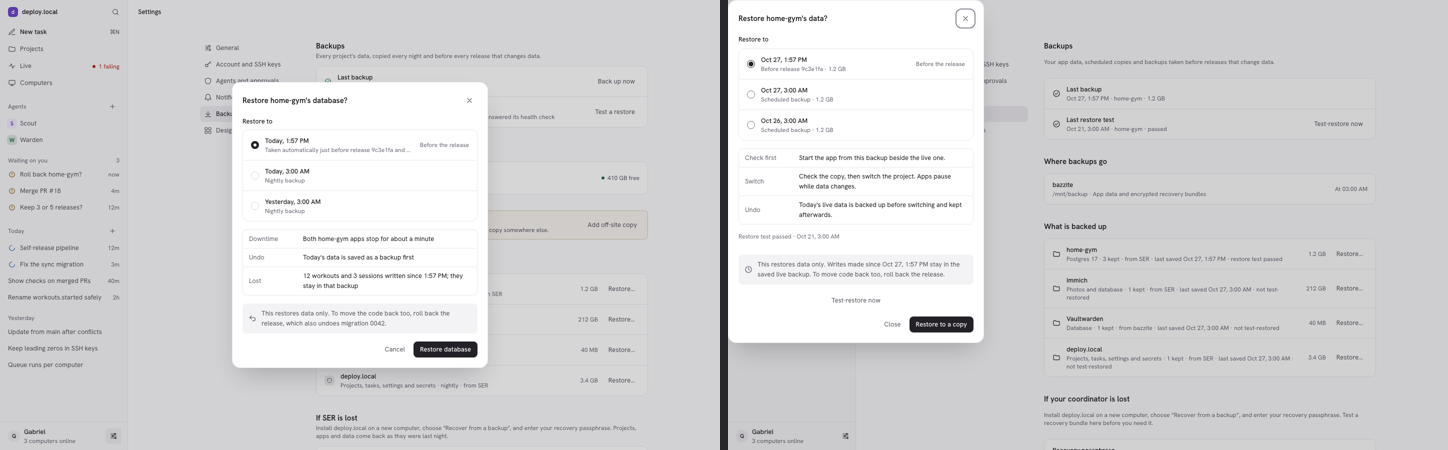 deploy.local
New task ⌘N
Projects
Live 1 failing
Computers
Agents
Scout
Warden
Waiting on you 3
Roll back home-gym? now
Merge PR #18 4m
Keep 3 or 5 releases? 12m
Today
Self-release pipeline 12m
Fix the sync migration 3m
Show checks on merged PRs 40m
Rename workouts.started safely 2h
Yesterday
Update from main after conflicts
Keep leading zeros in SSH keys
Queue runs per computer
Gabriel
3 computers online
Settings
General
Account and SSH keys
Agents and approvals
Backups
Every project's data, copied every night and before every release that changes data.
Last backup
Back up now
nswered its health check
Test a restore
410 GB free
copy somewhere else.
Add off-site copy
SER
1.2 GB Restore...
212 GB Restore...
40 MB Restore...
deploy.local
Projects, tasks, settings and secrets · nightly · from SER
3.4 GB Restore...
If SER is lost
Install deploy.local on a new computer, choose "Recover from a backup", and enter your recovery passphrase. Projects,
apps and data come back as they were last night.
Restore home-gym's database?
Restore to
Today, 1:57 PM
Taken automatically just before release 9c3e1fa and ...
Before the release
Today, 3:00 AM
Nightly backup
Yesterday, 3:00 AM
Nightly backup
Downtime Both home-gym apps stop for about a minute
Undo Today's data is saved as a backup first
Lost 12 workouts and 3 sessions written since 1:57 PM; they
stay in that backup
This restores data only. To move the code back too, roll back the
release, which also undoes migration 0042.
Cancel Restore database
Restore home-gym's data?
Restore to
Oct 27, 1:57 PM
Before release 9c3e1fa · 1.2 GB
Before the release
Oct 27, 3:00 AM
Scheduled backup · 1.2 GB
Oct 26, 3:00 AM
Scheduled backup · 1.2 GB
Check first Start the app from this backup beside the live one.
Switch Check the copy, then switch the project. Apps pause
while data changes.
Undo Today's live data is backed up before switching and kept
afterwards.
Restore test passed · Oct 21, 3:00 AM
This restores data only. Writes made since Oct 27, 1:57 PM stay in the
saved live backup. To move code back too, roll back the release.
Test-restore now
Close Restore to a copy
Gabriel
3 computers online
SH keys
Backups
Your app data, scheduled copies and backups taken before releases that change data.
Last backup
Oct 27, 1:57 PM · home-gym · 1.2 GB
Last restore test
Oct 21, 3:00 AM · home-gym · passed
Test-restore now
Where backups go
bazzite
/mnt/backup · App data and encrypted recovery bundles
At 03:00 AM
What is backed up
home-gym
Postgres 17 · 3 kept · from SER · last saved Oct 27, 1:57 PM · restore test passed
1.2 GB Restore...
immich
Photos and database · 1 kept · from SER · last saved Oct 27, 3:00 AM · not test-
restored
212 GB Restore...
Vaultwarden
Database · 1 kept · from bazzite · last saved Oct 27, 3:00 AM · not test-restored
40 MB Restore...
deploy.local
Projects, tasks, settings and secrets · 1 kept · from SER · last saved Oct 27, 3:00 AM ·
not test-restored
3.4 GB Restore...
If your coordinator is lost
Install deploy.local on a new computer, choose "Recover from a backup", and enter your recovery passphrase. Test a
recovery bundle here before you need it.